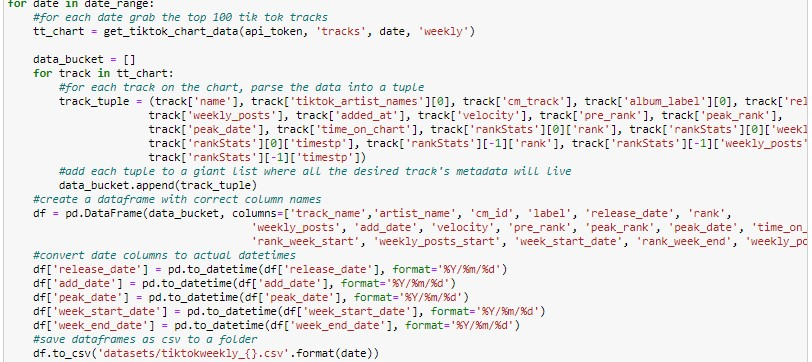 for date in date_range:
    #for each date grab the top 100 tik tok tracks
    tt_chart = get_tiktok_chart_data(api_token, 'tracks', date, 'weekly')
    data_bucket = []
    for track in tt_chart:
        #for each track on the chart, parse the data into a tuple
        track_tuple = (track['name'], track['tiktok_artist_names'][0], track['cm_track'], track['album_label'][0], track['rel
                       track['weekly_posts'], track['added_at'], track['velocity'], track['pre_rank'], track['peak_rank'],
                       track['peak_date'], track['time_on_chart'], track['rankStats'][0]['rank'], track['rankStats'][0]['week
                       track['rankStats'][0]['timestp'], track['rankStats'][-1]['rank'], track['rankStats'][-1]['weekly_posts'
                       track['rankStats'][-1]['timestp'])
        #add each tuple to a giant list where all the desired track's metadata will live
        data_bucket.append(track_tuple)
    #create a dataframe with correct column names
    df = pd.DataFrame(data_bucket, columns=['track_name','artist_name', 'cm_id', 'label', 'release_date', 'rank',
                                            'weekly_posts', 'add_date', 'velocity', 'pre_rank', 'peak_rank', 'peak_date', 'time_on_
                                            'rank_week_start', 'weekly_posts_start', 'week_start_date', 'rank_week_end', 'weekly_po
    #convert date columns to actual datetimes
    df['release_date'] = pd.to_datetime(df['release_date'], format='%Y/%m/%d')
    df['add_date'] = pd.to_datetime(df['add_date'], format='%Y/%m/%d')
    df['peak_date'] = pd.to_datetime(df['peak_date'], format='%Y/%m/%d')
    df['week_start_date'] = pd.to_datetime(df['week_start_date'], format='%Y/%m/%d')
    df['week_end_date'] = pd.to_datetime(df['week_end_date'], format='%Y/%m/%d')
    #save dataframes as csv to a folder
    df.to_csv('datasets/tiktokweekly_{}.csv'.format(date))